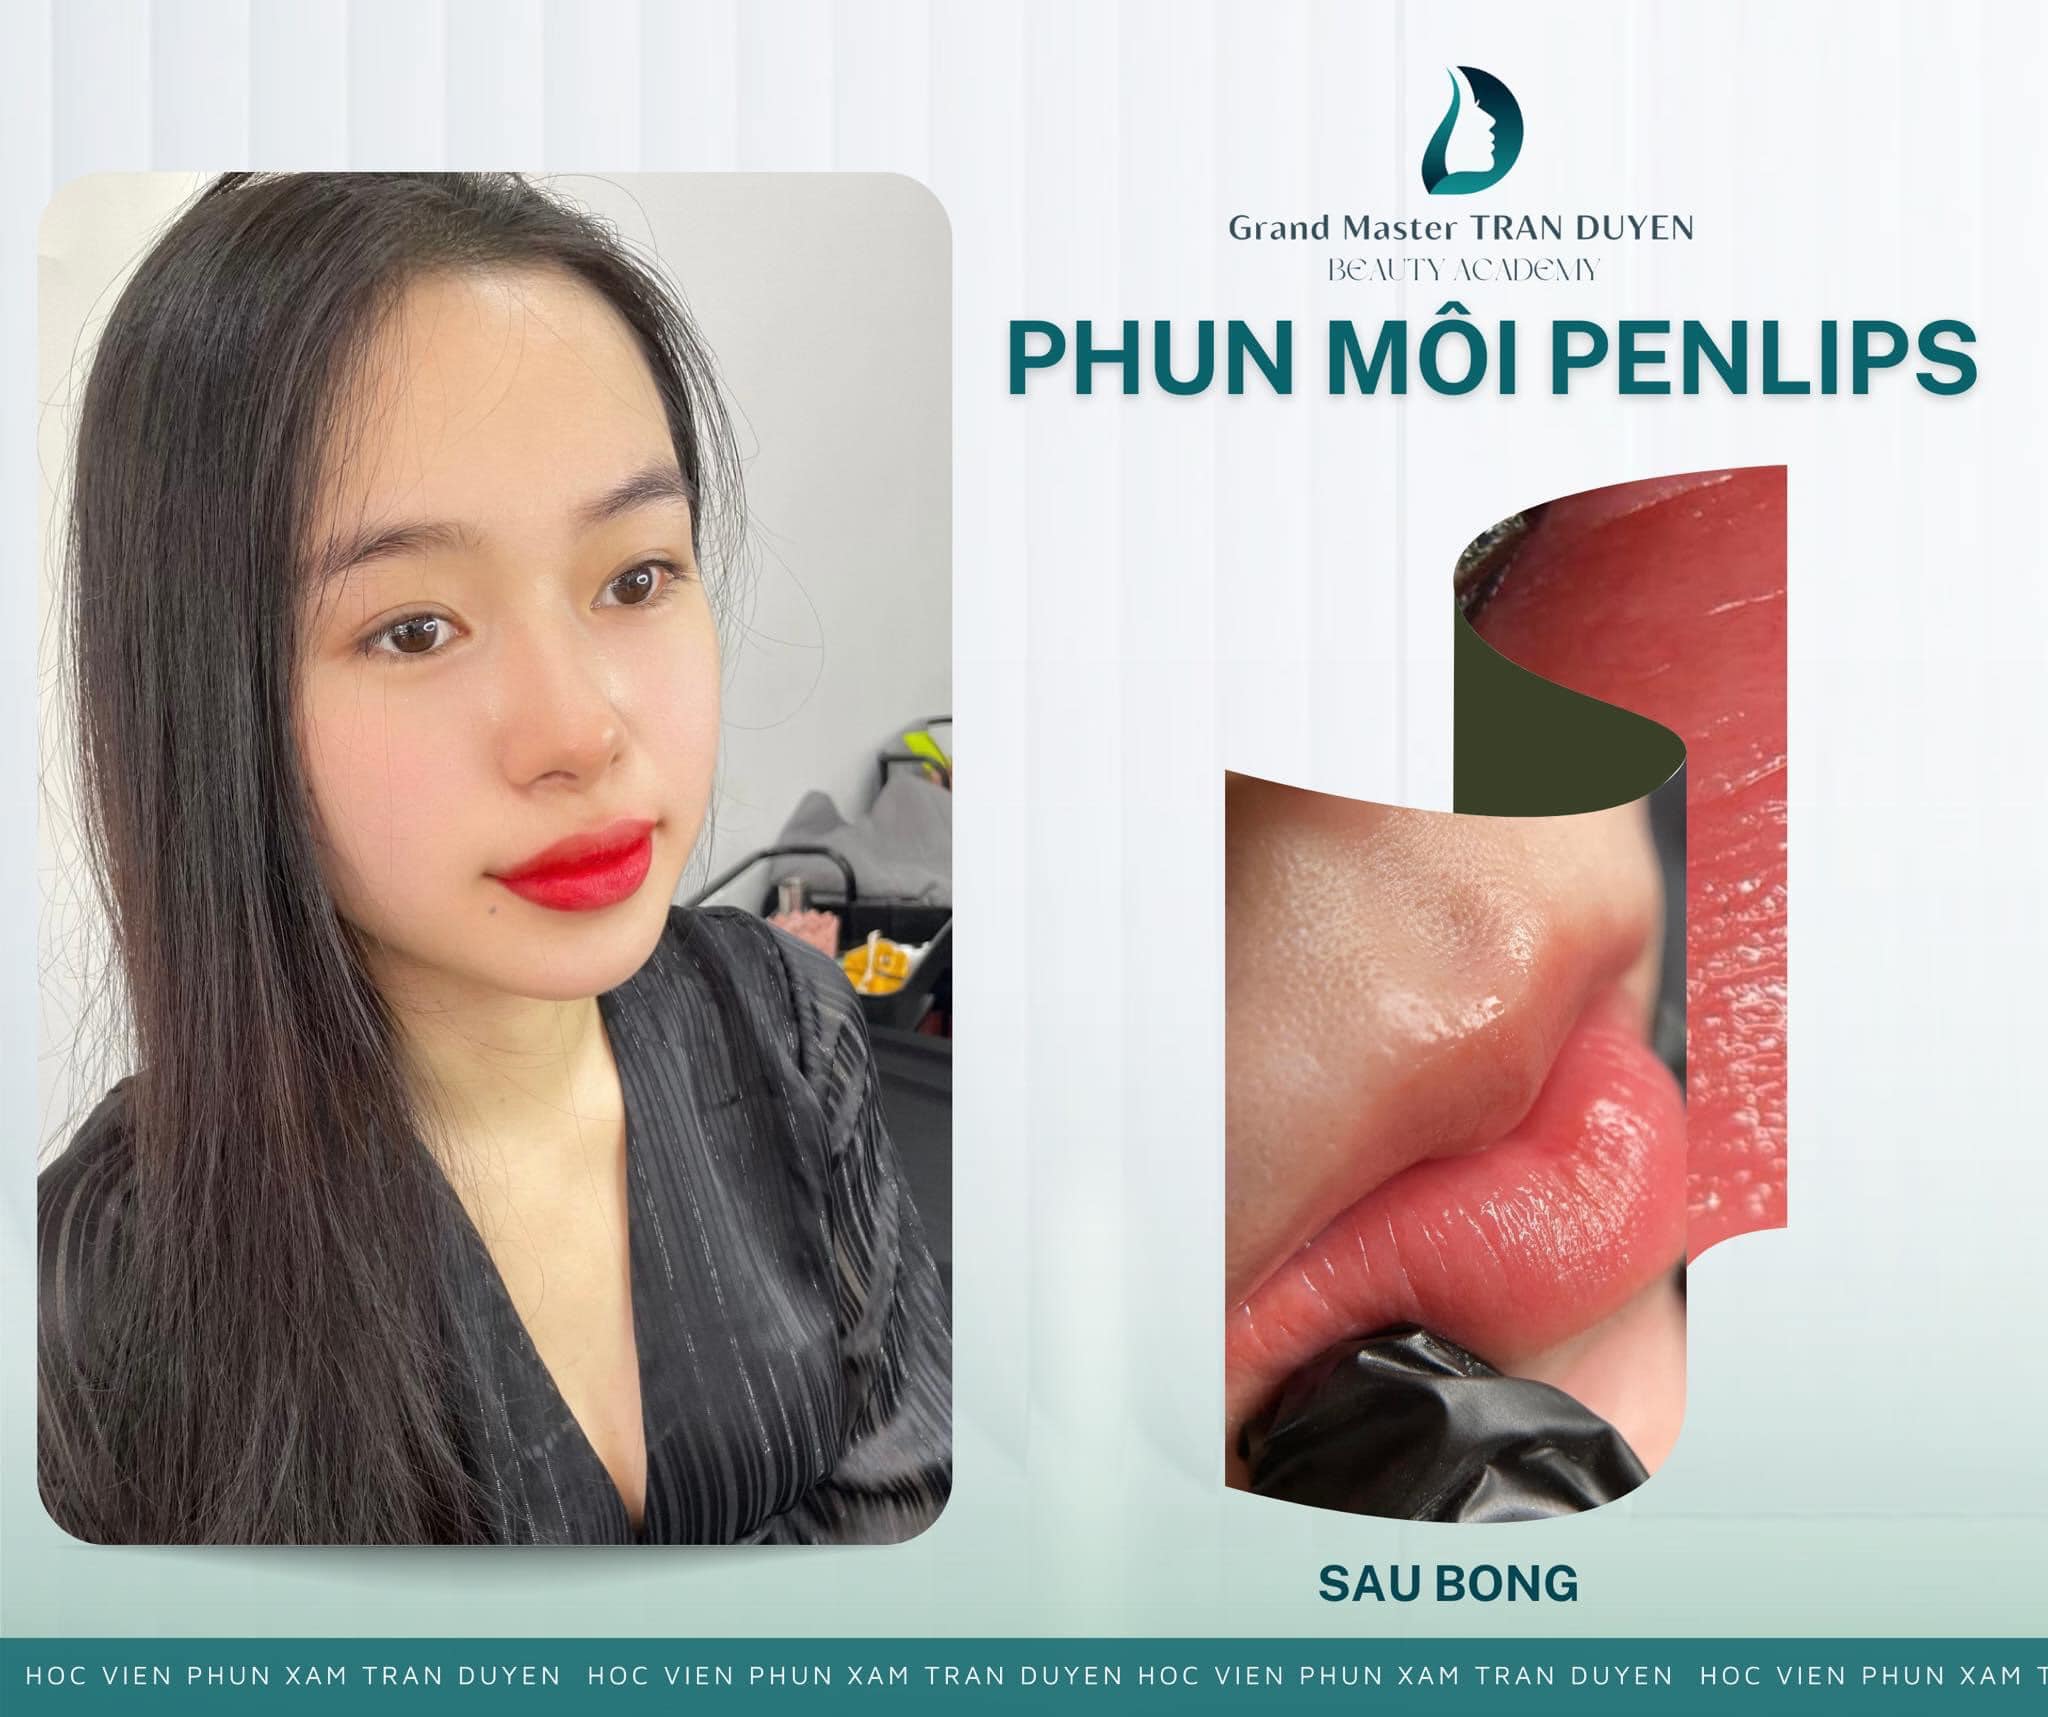 Grand Master TRAN DUYEN
BEAUTY ACADEMY
PHUN MÔI PENLIPS
SAU BONG
HOC VIEN PHUN XAM TRAN DUYEN HOC VIEN PHUN XAM TRAN DUYEN HOC VIEN PHUN XAM TRAN DUYEN HOC VIEN PHUN XAM T